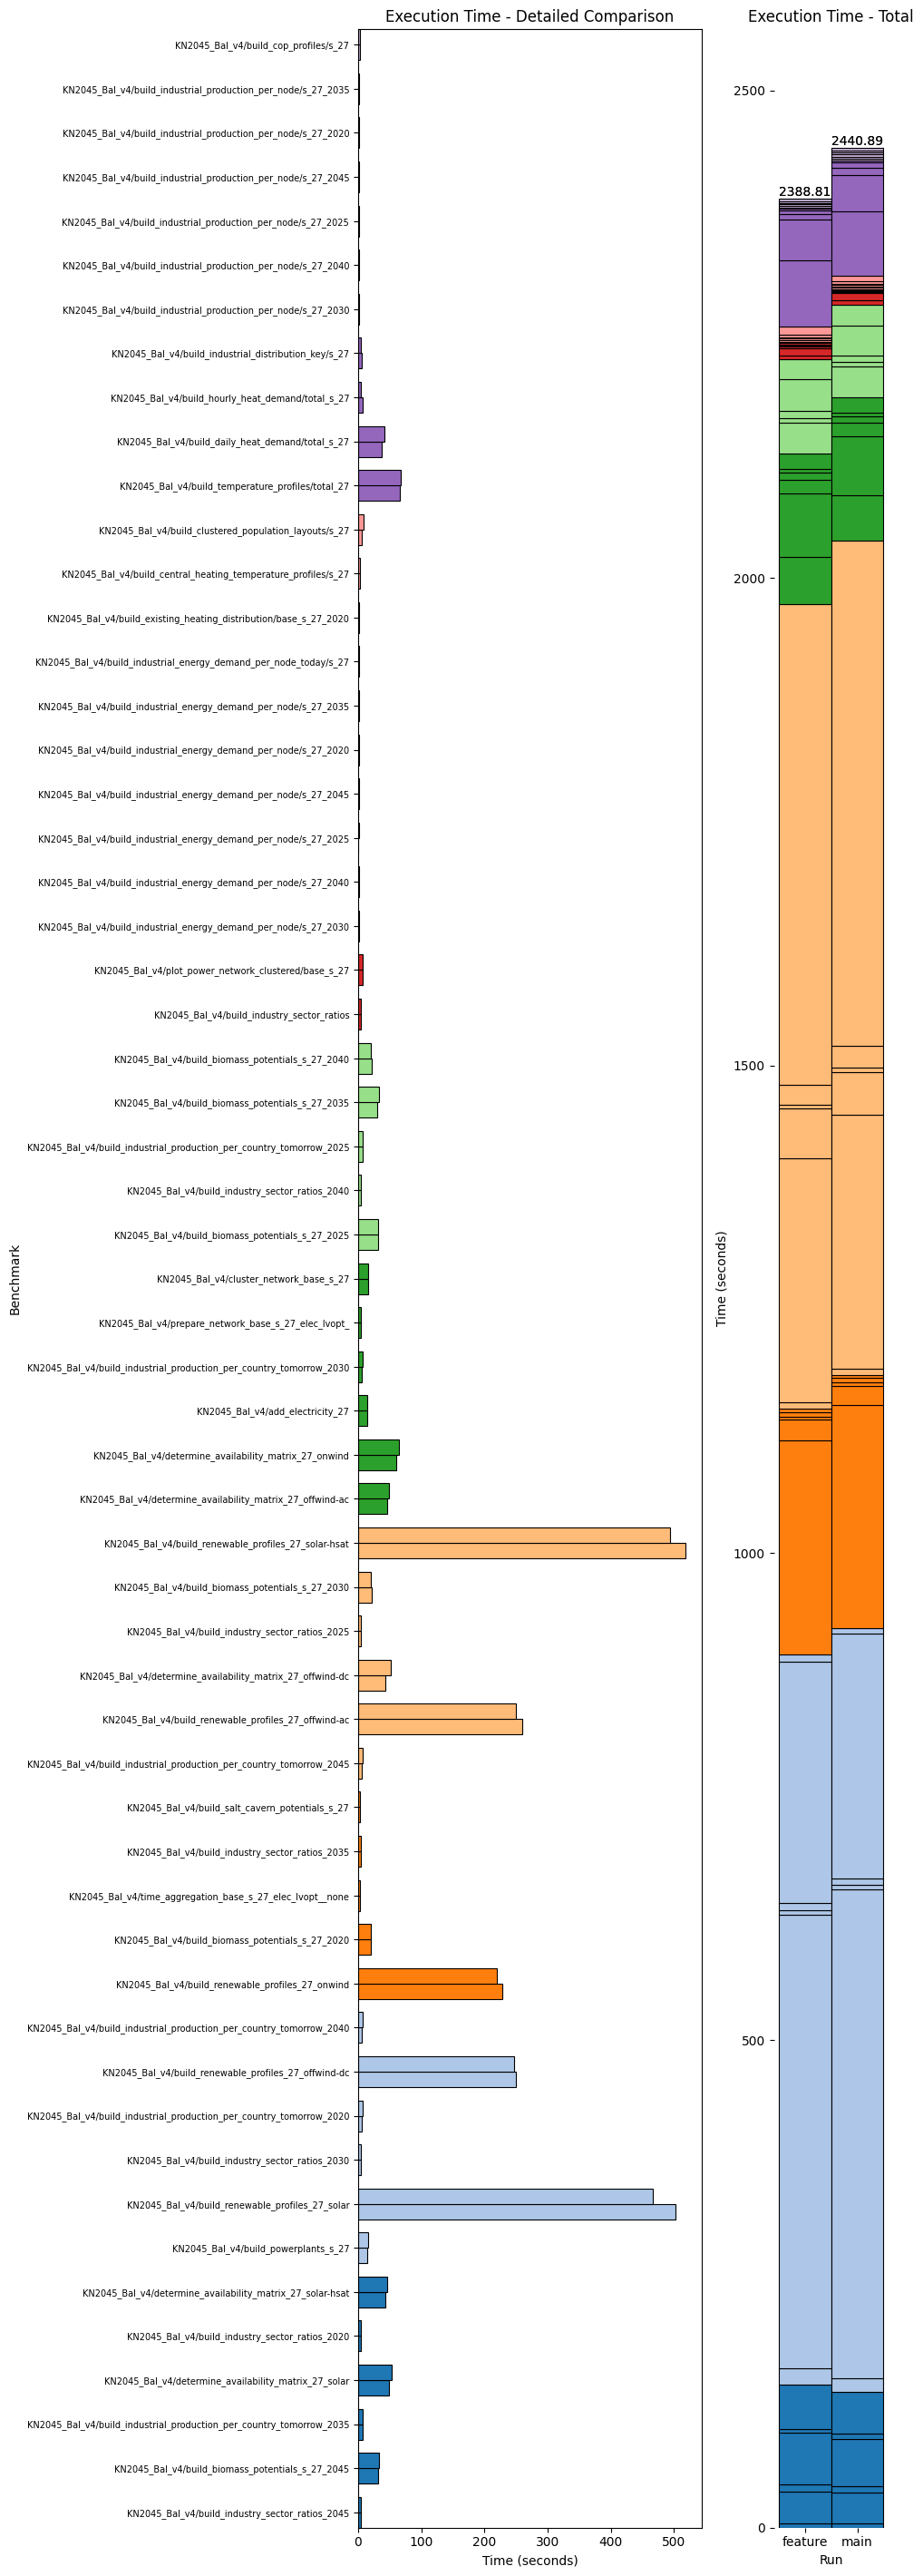 Execution Time - Detailed Comparison
Execution Time - Total
KN2045_Bal_v4/build_cop_profiles/s_27
KN2045_Bal_v4/build_industrial_production_per_node/s_27_2035
KN2045_Bal_v4/build_industrial_production_per_node/s_27_2020
KN2045_Bal_v4/build_industrial_production_per_node/s_27_2045
KN2045_Bal_v4/build_industrial_production_per_node/s_27_2025
KN2045_Bal_v4/build_industrial_production_per_node/s_27_2040
KN2045_Bal_v4/build_industrial_production_per_node/s_27_2030
KN2045_Bal_v4/build_industrial_distribution_key/s_27
KN2045_Bal_v4/build_hourly_heat_demand/total_s_27
KN2045_Bal_v4/build_daily_heat_demand/total_s_27
KN2045_Bal_v4/build_temperature_profiles/total_27
KN2045_Bal_v4/build_clustered_population_layouts/s_27
KN2045_Bal_v4/build_central_heating_temperature_profiles/s_27
KN2045_Bal_v4/build_existing_heating_distribution/base_s_27_2020
KN2045_Bal_v4/build_industrial_energy_demand_per_node_today/s_27
KN2045_Bal_v4/build_industrial_energy_demand_per_node/s_27_2035
KN2045_Bal_v4/build_industrial_energy_demand_per_node/s_27_2020
KN2045_Bal_v4/build_industrial_energy_demand_per_node/s_27_2045
KN2045_Bal_v4/build_industrial_energy_demand_per_node/s_27_2025
KN2045_Bal_v4/build_industrial_energy_demand_per_node/s_27_2040
KN2045_Bal_v4/build_industrial_energy_demand_per_node/s_27_2030
KN2045_Bal_v4/plot_power_network_clustered/base_s_27
KN2045_Bal_v4/build_industry_sector_ratios
KN2045_Bal_v4/build_biomass_potentials_s_27_2040
KN2045_Bal_v4/build_biomass_potentials_s_27_2035
KN2045_Bal_v4/build_industrial_production_per_country_tomorrow_2025
KN2045_Bal_v4/build_industry_sector_ratios_2040
KN2045_Bal_v4/build_biomass_potentials_s_27_2025
KN2045_Bal_v4/cluster_network_base_s_27
KN2045_Bal_v4/prepare_network_base_s_27_elec_lvopt_
KN2045_Bal_v4/build_industrial_production_per_country_tomorrow_2030
KN2045_Bal_v4/add_electricity_27
KN2045_Bal_v4/determine_availability_matrix_27_onwind
KN2045_Bal_v4/determine_availability_matrix_27_offwind-ac
KN2045_Bal_v4/build_renewable_profiles_27_solar-hsat
KN2045_Bal_v4/build_biomass_potentials_s_27_2030
KN2045_Bal_v4/build_industry_sector_ratios_2025
KN2045_Bal_v4/determine_availability_matrix_27_offwind-dc
KN2045_Bal_v4/build_renewable_profiles_27_offwind-ac
KN2045_Bal_v4/build_industrial_production_per_country_tomorrow_2045
KN2045_Bal_v4/build_salt_cavern_potentials_s_27
KN2045_Bal_v4/build_industry_sector_ratios_2035
KN2045_Bal_v4/time_aggregation_base_s_27_elec_lvopt__none
KN2045_Bal_v4/build_biomass_potentials_s_27_2020
KN2045_Bal_v4/build_renewable_profiles_27_onwind
KN2045_Bal_v4/build_industrial_production_per_country_tomorrow_2040
KN2045_Bal_v4/build_renewable_profiles_27_offwind-dc
KN2045_Bal_v4/build_industrial_production_per_country_tomorrow_2020
KN2045_Bal_v4/build_industry_sector_ratios_2030
KN2045_Bal_v4/build_renewable_profiles_27_solar
KN2045_Bal_v4/build_powerplants_s_27
KN2045_Bal_v4/determine_availability_matrix_27_solar-hsat
KN2045_Bal_v4/build_industry_sector_ratios_2020
KN2045_Bal_v4/determine_availability_matrix_27_solar
KN2045_Bal_v4/build_industrial_production_per_country_tomorrow_2035
KN2045_Bal_v4/build_biomass_potentials_s_27_2045
KN2045_Bal_v4/build_industry_sector_ratios_2045
Benchmark
0 100 200 300 400 500
Time (seconds)
2500
2000
1500
1000
500
0
Time (seconds)
2440.89
2388.81
feature main
Run